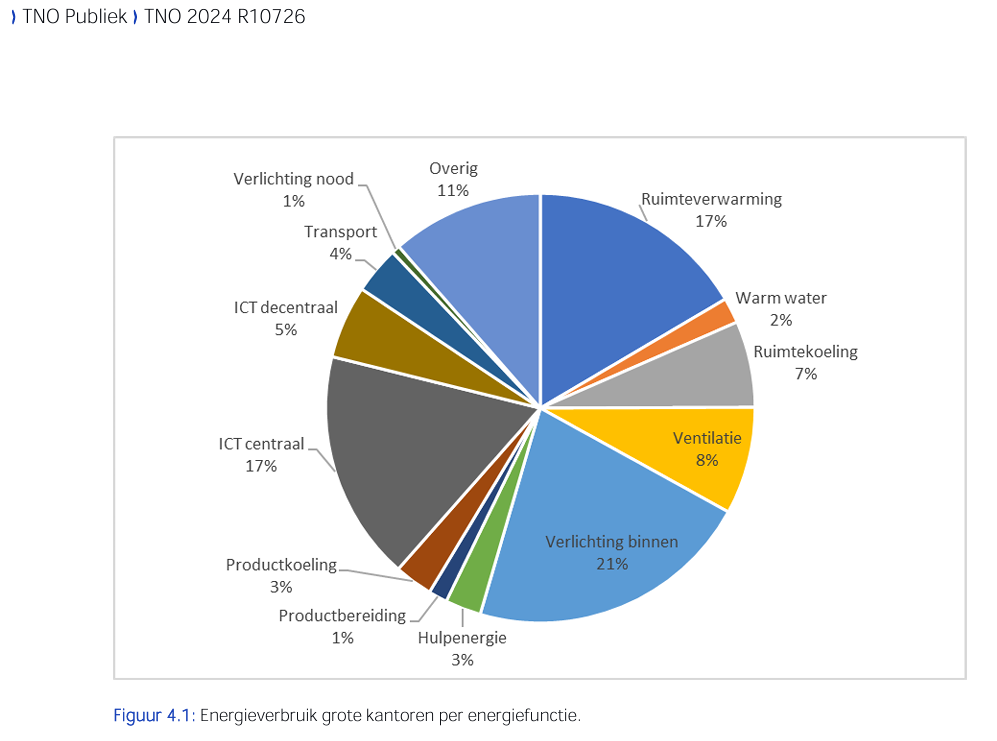 TNO Publiek TNO 2024 R10726
Overig
11%
Verlichting nood
1%
Ruimteverwarming
17%
Transport
4%
Warm water
2%
ICT decentraal
5%
Ruimtekoeling
7%
Ventilatie
8%
ICT centraal
17%
Verlichting binnen
21%
Productkoeling
3%
Productbereiding
1%
Hulpenergie
3%
Figuur 4.1: Energieverbruik grote kantoren per energiefunctie.